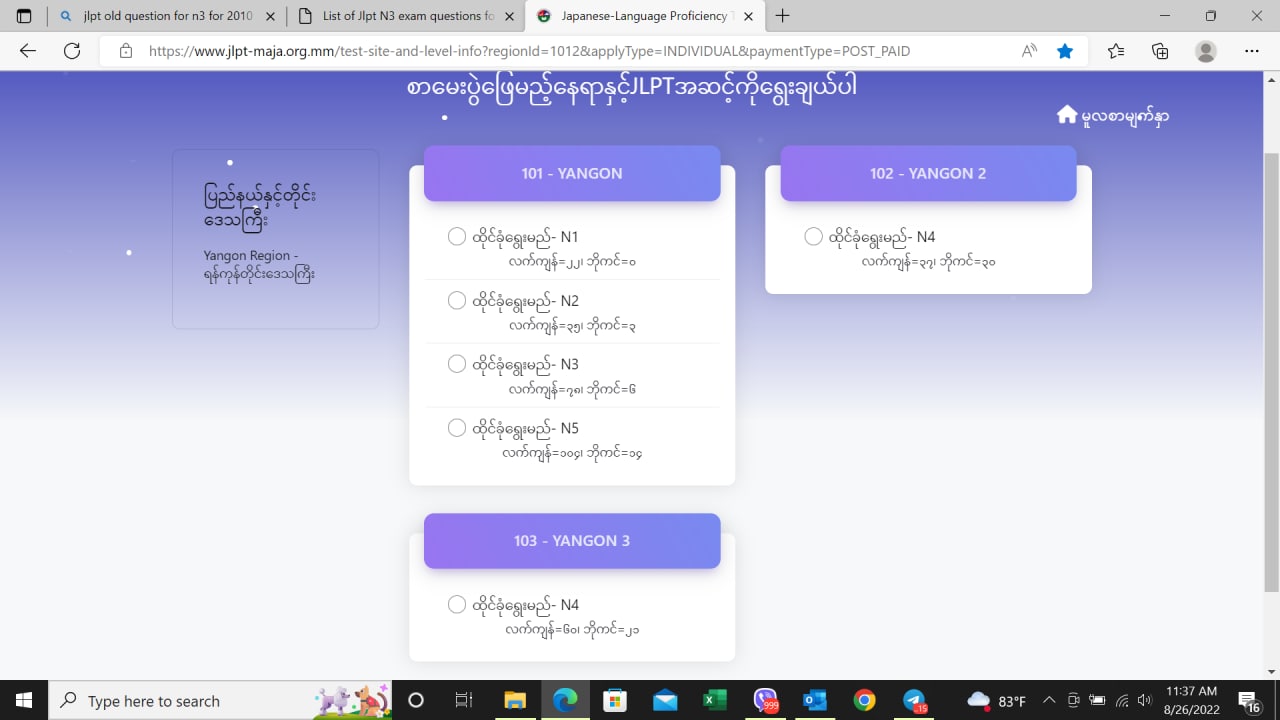 jlpt old question for n3 for 2010
List of Jlpt N3 exam questions fo
Japanese-Language Proficiency T
https://www.jlpt-maja.org.mm/test-site-and-level-info?regionId=1012&applyType=INDIVIDUAL&paymentType=POST_PAID
စာမေးပွဲဖြေမည့်နေရာနှင့်JLPTအဆင့်ကိုရွေးချယ်ပါ
မူလစာမျက်နှာ
ပြည်နယ်နှင့်တိုင်း
ဒေသကြီး
Yangon Region -
ရန်ကုန်တိုင်းဒေသကြီး
101 - YANGON
ထိုင်ခုံရွေးမည်- N1
လက်ကျန်=၂၂၊ ဘိုကင်=၀
ထိုင်ခုံရွေးမည်- N2
လက်ကျန်=၃၅၊ ဘိုကင်=၃
ထိုင်ခုံရွေးမည်- N3
လက်ကျန်=၇၈၊ ဘိုကင်=၆
ထိုင်ခုံရွေးမည်- N5
လက်ကျန်=၁၀၄၊ ဘိုကင်=၁၄
102 - YANGON 2
ထိုင်ခုံရွေးမည်- N4
လက်ကျန်=၃၇၊ ဘိုကင်=၃၀
103 - YANGON 3
ထိုင်ခုံရွေးမည်- N4
လက်ကျန်=၆၀၊ ဘိုကင်=၂၁
Type here to search
999
15
83°F
11:37 AM
8/26/2022
16